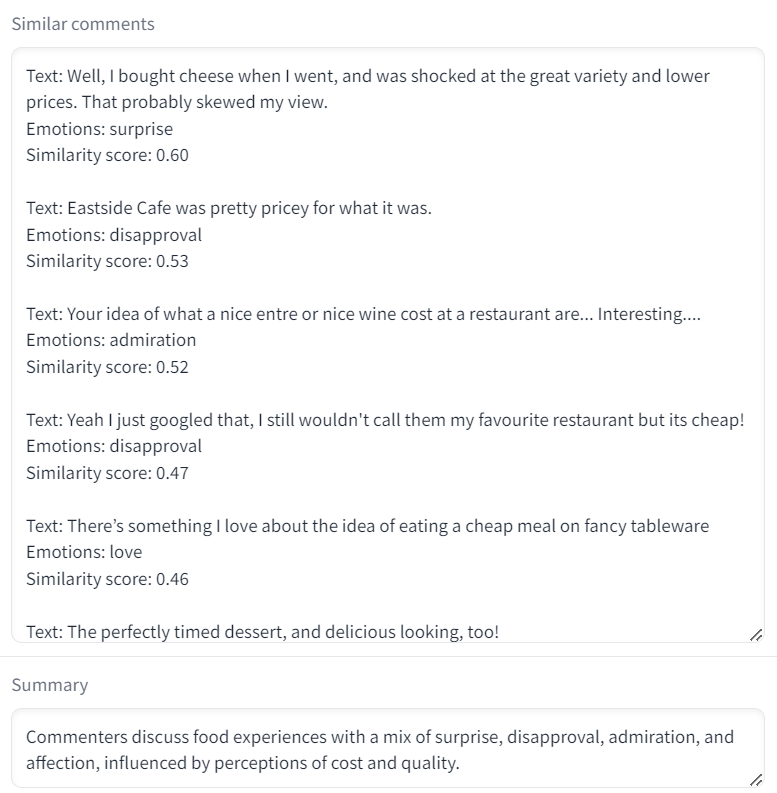 Similar comments
Text: Well, I bought cheese when I went, and was shocked at the great variety and lower
prices. That probably skewed my view.
Emotions: surprise
Similarity score: 0.60
Text: Eastside Cafe was pretty pricey for what it was.
Emotions: disapproval
Similarity score: 0.53
Text: Your idea of what a nice entre or nice wine cost at a restaurant are... Interesting....
Emotions: admiration
Similarity score: 0.52
Text: Yeah I just googled that, I still wouldn't call them my favourite restaurant but its cheap!
Emotions: disapproval
Similarity score: 0.47
Text: There’s something I love about the idea of eating a cheap meal on fancy tableware
Emotions: love
Similarity score: 0.46
Text: The perfectly timed dessert, and delicious looking, too!
Summary
Commenters discuss food experiences with a mix of surprise, disapproval, admiration, and
affection, influenced by perceptions of cost and quality.